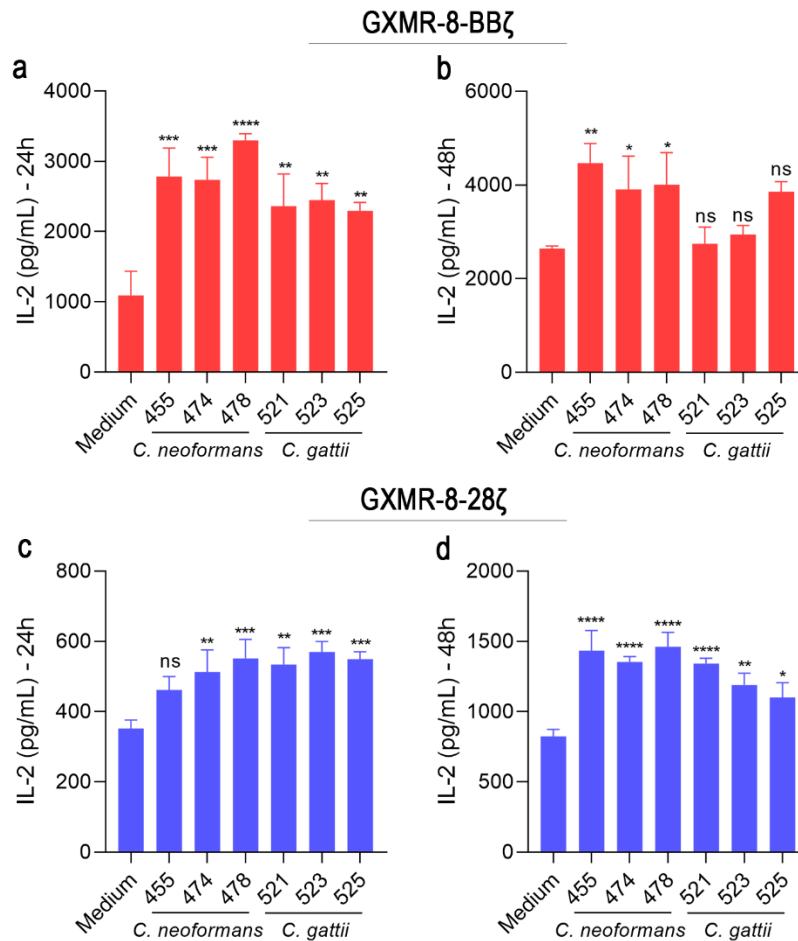 GXMR-8-BBζ
a
IL-2 (pg/mL) - 24h
4000
3000
2000
1000
0
***
***
****
**
**
**
Medium
455
474
478
521
523
525
C. neoformans
C. gattii
b
IL-2 (pg/mL) - 48h
6000
4000
2000
0
**
*
*
ns
ns
ns
Medium
455
474
478
521
523
525
C. neoformans
C. gattii
GXMR-8-28ζ
c
IL-2 (pg/mL) - 24h
800
600
400
200
0
ns
**
***
**
***
***
Medium
455
474
478
521
523
525
C. neoformans
C. gattii
d
IL-2 (pg/mL) - 48h
2000
1500
1000
500
0
****
****
****
****
**
*
Medium
455
474
478
521
523
525
C. neoformans
C. gattii